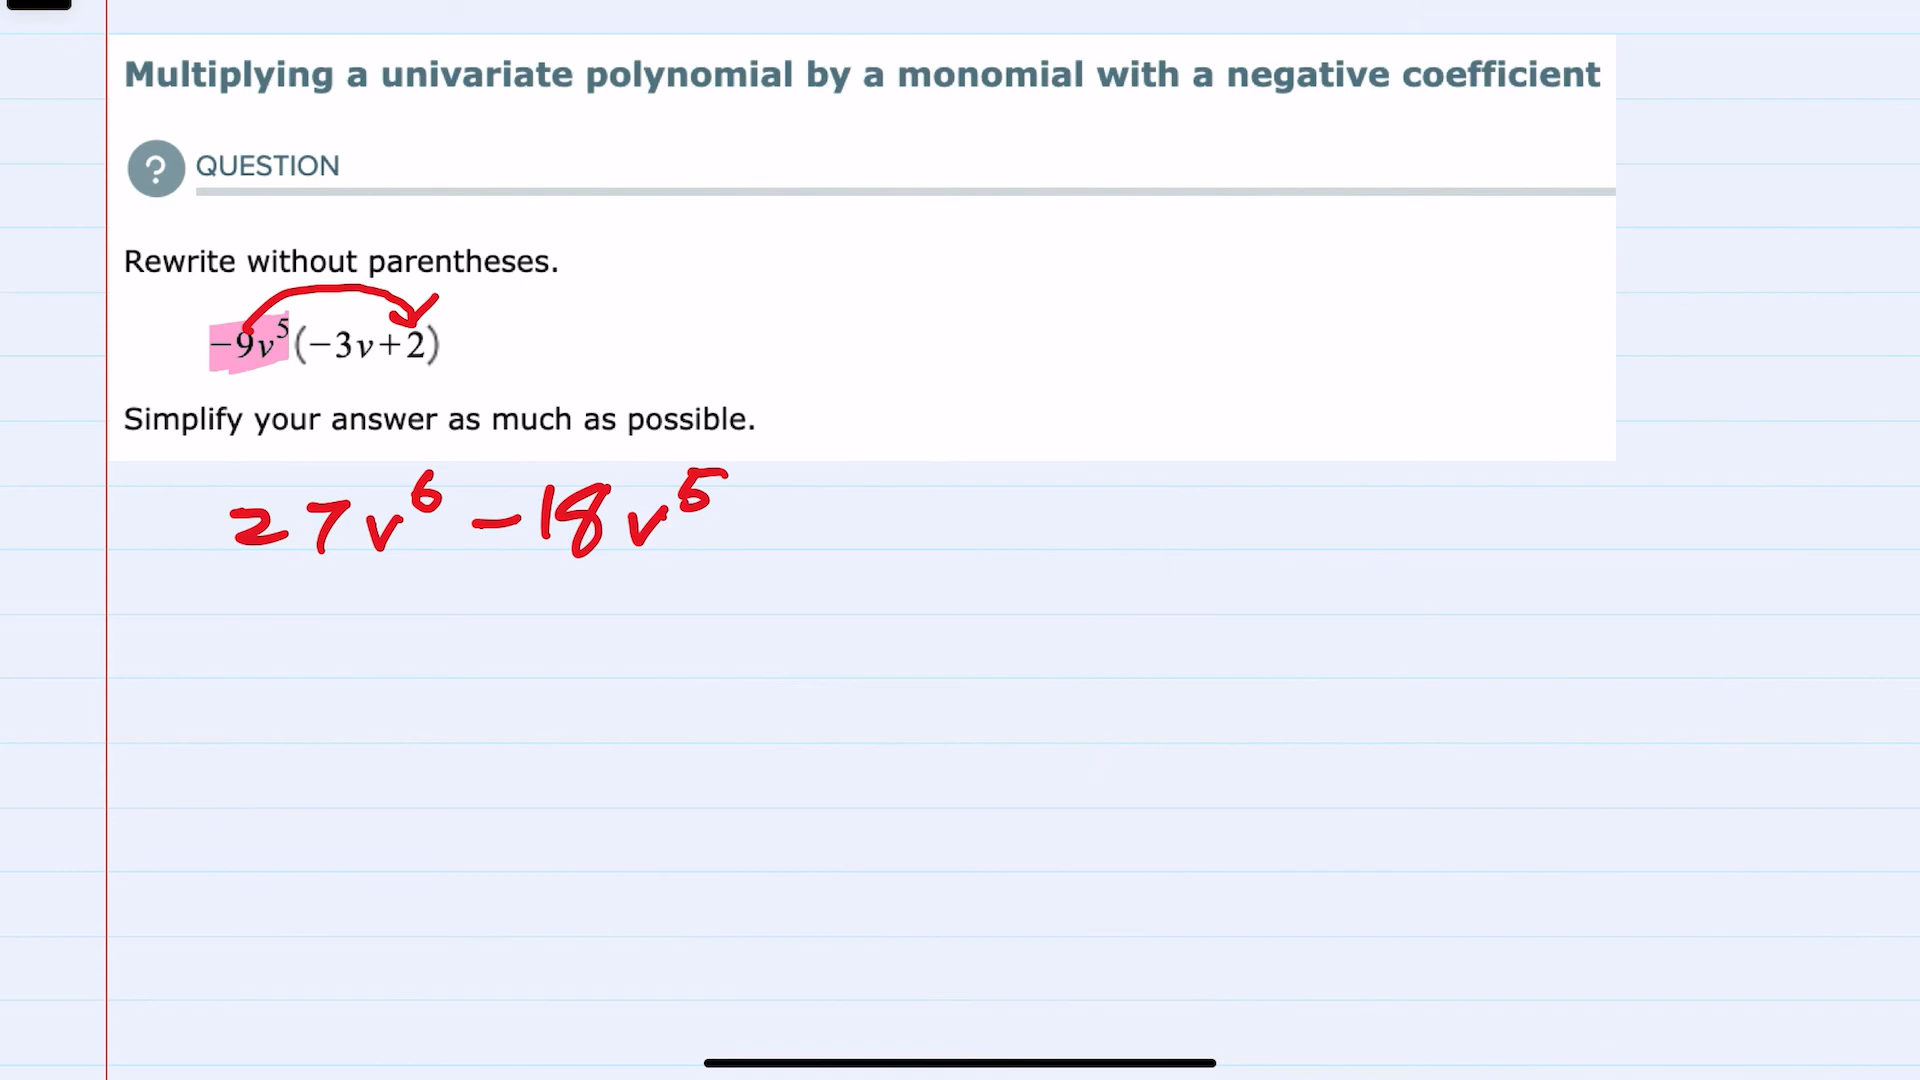 Multiplying a univariate polynomial by a monomial with a negative coefficient
? QUESTION
Rewrite without parentheses.
−9v⁵(−3v+2)
Simplify your answer as much as possible.
27v⁶ − 18v⁵